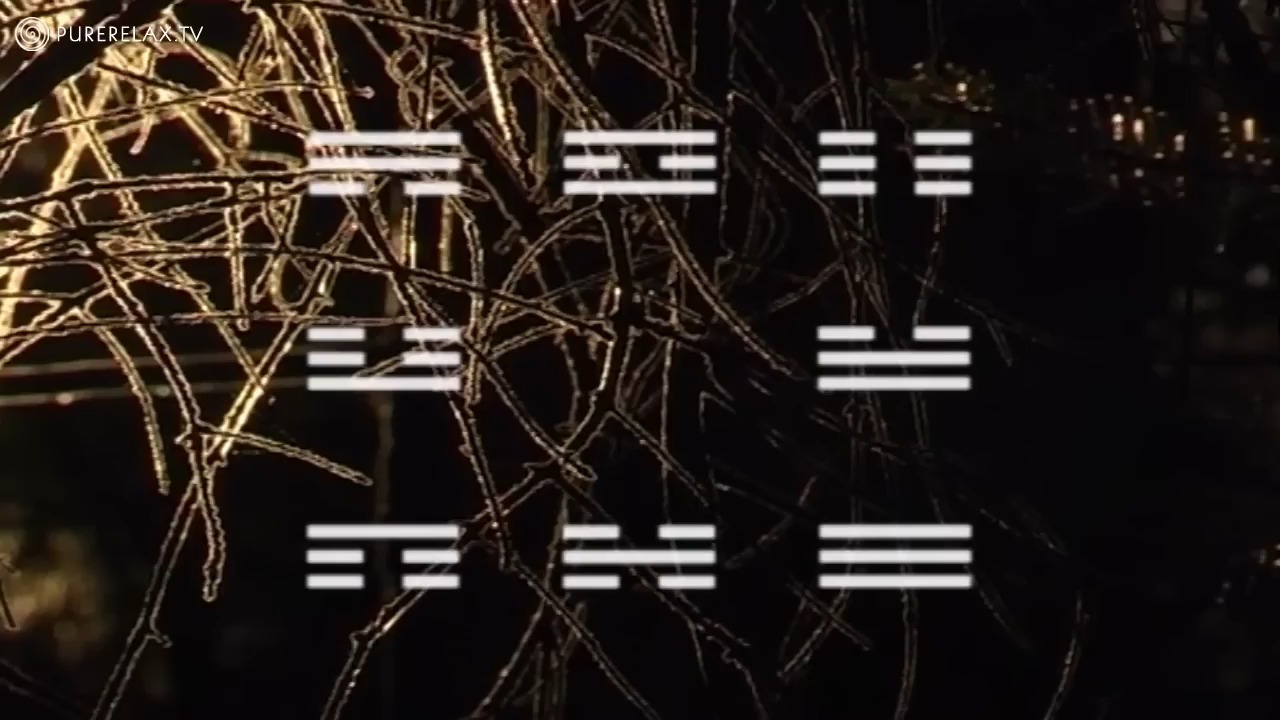 PURERELAX.TV
☴ ☲ ☷
☳ ☱
☶ ☵ ☰